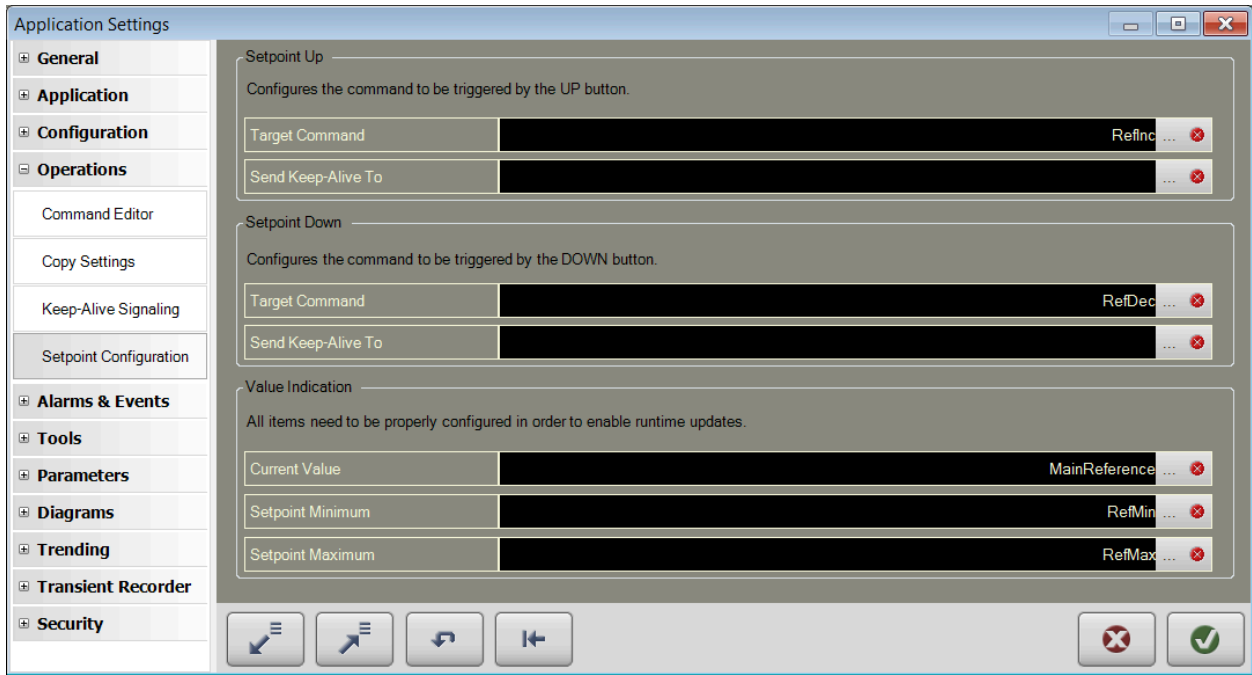 Application Settings
General
Application
Configuration
Operations
Command Editor
Copy Settings
Keep-Alive Signaling
Setpoint Configuration
Alarms & Events
Tools
Parameters
Diagrams
Trending
Transient Recorder
Security
Setpoint Up
Configures the command to be triggered by the UP button.
Target Command RefInc ...
Send Keep-Alive To ...
Setpoint Down
Configures the command to be triggered by the DOWN button.
Target Command RefDec ...
Send Keep-Alive To ...
Value Indication
All items need to be properly configured in order to enable runtime updates.
Current Value MainReference ...
Setpoint Minimum RefMin ...
Setpoint Maximum RefMax ...